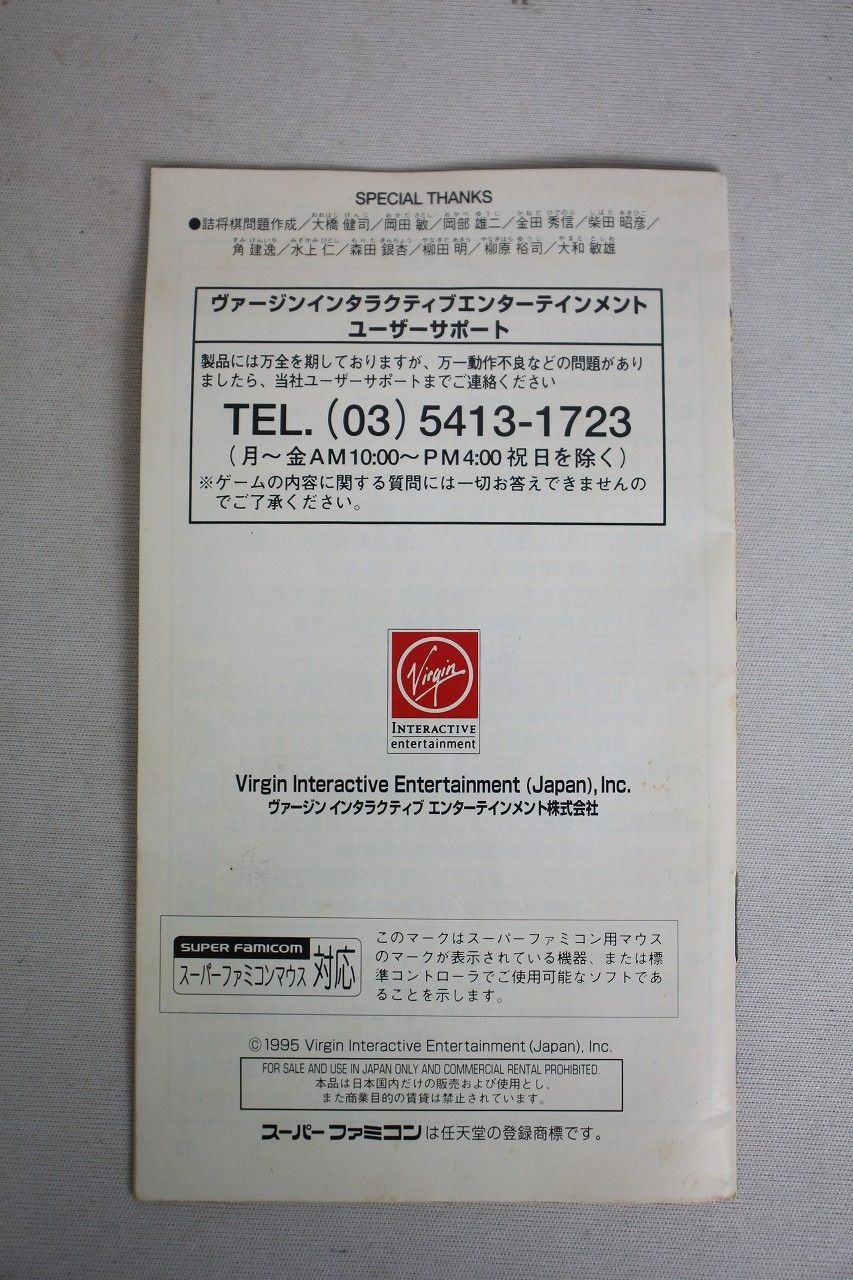 SPECIAL THANKS
●詰将棋問題作成／大橋 健司／岡田 敏／岡部 雄二／金田 秀信／柴田 昭彦／
角 建逸／水上 仁／森田 銀杏／柳田 明／柳原 裕司／大和 敏雄
ヴァージンインタラクティブエンターテインメント
ユーザーサポート
製品には万全を期しておりますが、万一動作不良などの問題があり
ましたら、当社ユーザーサポートまでご連絡ください
TEL.(03)5413-1723
(月～金AM10:00～PM4:00 祝日を除く)
※ゲームの内容に関する質問には一切お答えできませんの
でご了承ください。
Virgin
INTERACTIVE
entertainment
Virgin Interactive Entertainment (Japan), Inc.
ヴァージン インタラクティブ エンターテインメント株式会社
SUPER FAMICOM
スーパーファミコンマウス 対応
このマークはスーパーファミコン用マウス
のマークが表示されている機器、または標
準コントローラでご使用可能なソフトであ
ることを示します。
©1995 Virgin Interactive Entertainment (Japan), Inc.
FOR SALE AND USE IN JAPAN ONLY AND COMMERCIAL RENTAL PROHIBITED.
本品は日本国内だけの販売および使用とし、
また商業目的の賃貸は禁止されています。
スーパーファミコンは任天堂の登録商標です。